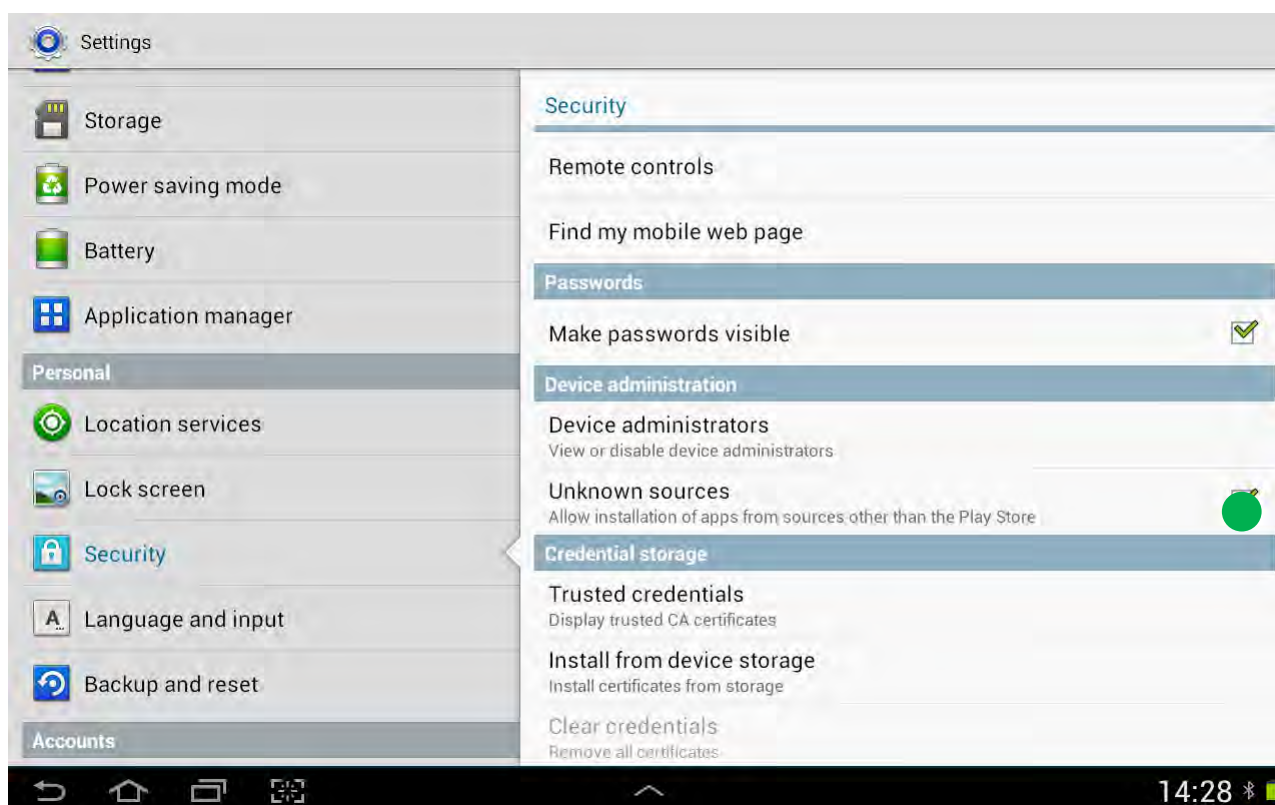 Settings
Storage
Power saving mode
Battery
Application manager
Personal
Location services
Lock screen
Security
Language and input
Backup and reset
Accounts
Security
Remote controls
Find my mobile web page
Passwords
Make passwords visible
Device administration
Device administrators
View or disable device administrators
Unknown sources
Allow installation of apps from sources other than the Play Store
Credential storage
Trusted credentials
Display trusted CA certificates
Install from device storage
Install certificates from storage
Clear credentials
Remove all certificates
14:28